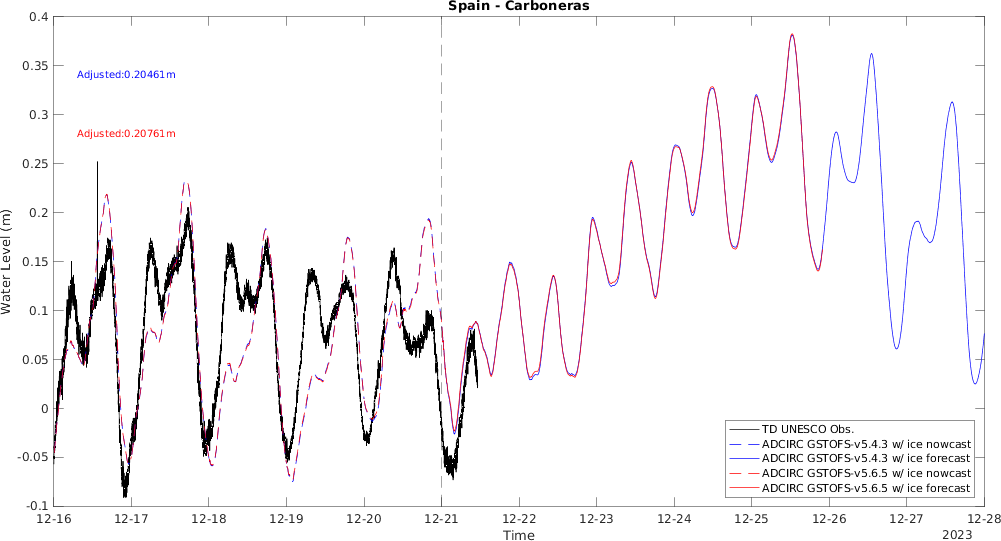 Spain - Carboneras
0.4
0.35
0.3
0.25
0.2
0.15
0.1
0.05
0
-0.05
-0.1
Water Level (m)
Adjusted:0.20461m
Adjusted:0.20761m
TD UNESCO Obs.
ADCIRC GSTOFS-v5.4.3 w/ ice nowcast
ADCIRC GSTOFS-v5.4.3 w/ ice forecast
ADCIRC GSTOFS-v5.6.5 w/ ice nowcast
ADCIRC GSTOFS-v5.6.5 w/ ice forecast
12-16 12-17 12-18 12-19 12-20 12-21 12-22 12-23 12-24 12-25 12-26 12-27 12-28
Time
2023